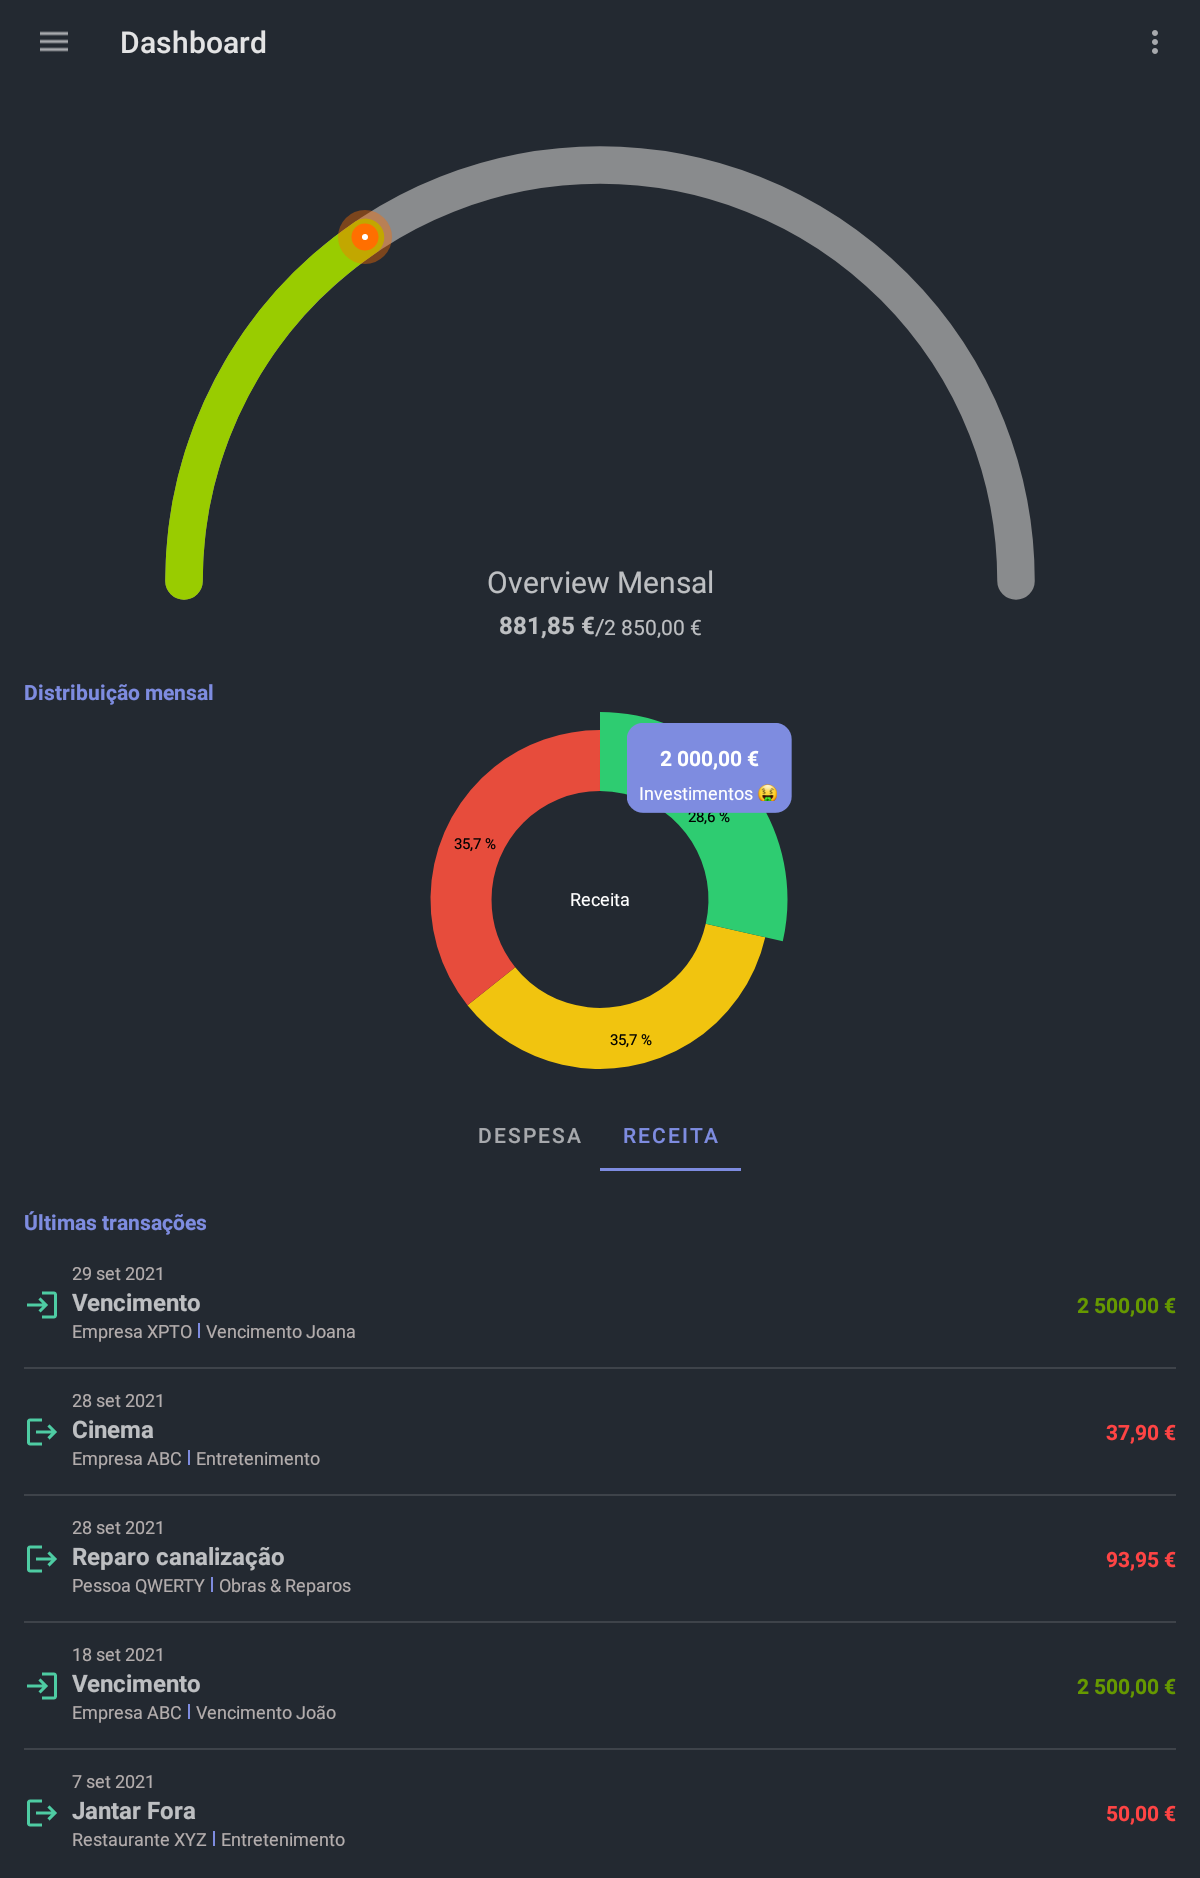 Dashboard
Overview Mensal
881,85 €/2 850,00 €
Distribuição mensal
2 000,00 €
Investimentos 🤑
28,6 %
35,7 %
Receita
35,7 %
DESPESA RECEITA
Últimas transações
29 set 2021
Vencimento
2 500,00 €
Empresa XPTO | Vencimento Joana
28 set 2021
Cinema
37,90 €
Empresa ABC | Entretenimento
28 set 2021
Reparo canalização
93,95 €
Pessoa QWERTY | Obras & Reparos
18 set 2021
Vencimento
2 500,00 €
Empresa ABC | Vencimento João
7 set 2021
Jantar Fora
50,00 €
Restaurante XYZ | Entretenimento